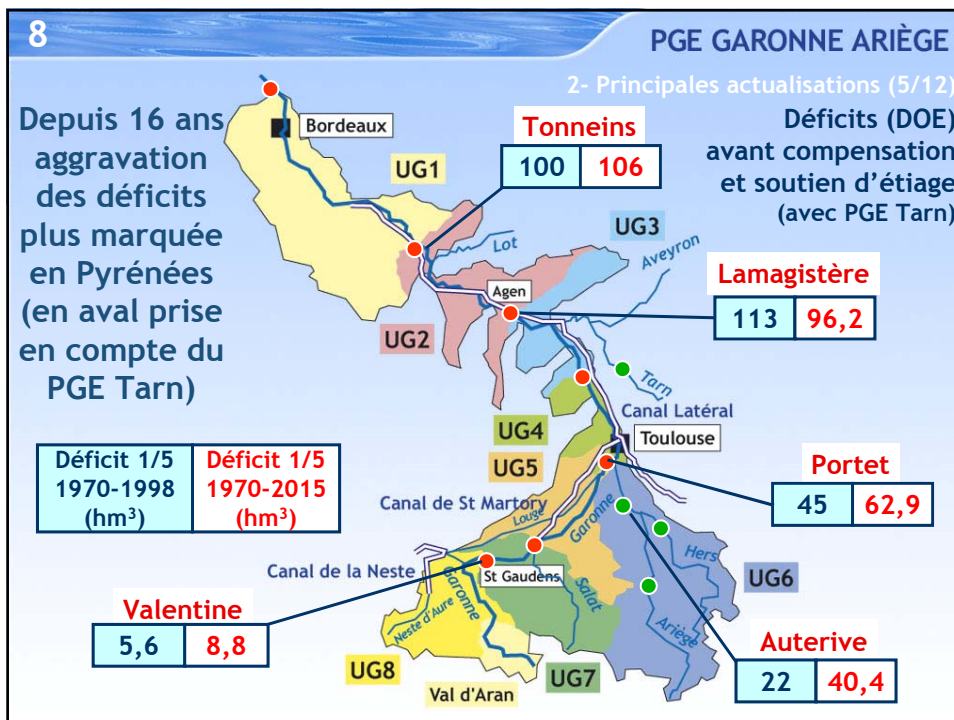 8
PGE GARONNE ARIÈGE
2- Principales actualisations (5/12)
Depuis 16 ans
aggravation
des déficits
plus marquée
en Pyrénées
(en aval prise
en compte du
PGE Tarn)
Déficits (DOE)
avant compensation
et soutien d'étiage
(avec PGE Tarn)
Bordeaux
Tonneins
100 106
UG1
UG3
Lot
Aveyron
Lamagistère
113 96,2
Agen
UG2
Tarn
Canal Latéral
UG4
Toulouse
UG5
Portet
45 62,9
Déficit 1/5
1970-1998
(hm³)
Déficit 1/5
1970-2015
(hm³)
Canal de St Martory
Louge
Garonne
Hers
Canal de la Neste
Garonne
St Gaudens
Salat
UG6
Valentine
5,6 8,8
Neste d'Aure
Ariège
Auterive
22 40,4
UG8
Val d'Aran
UG7